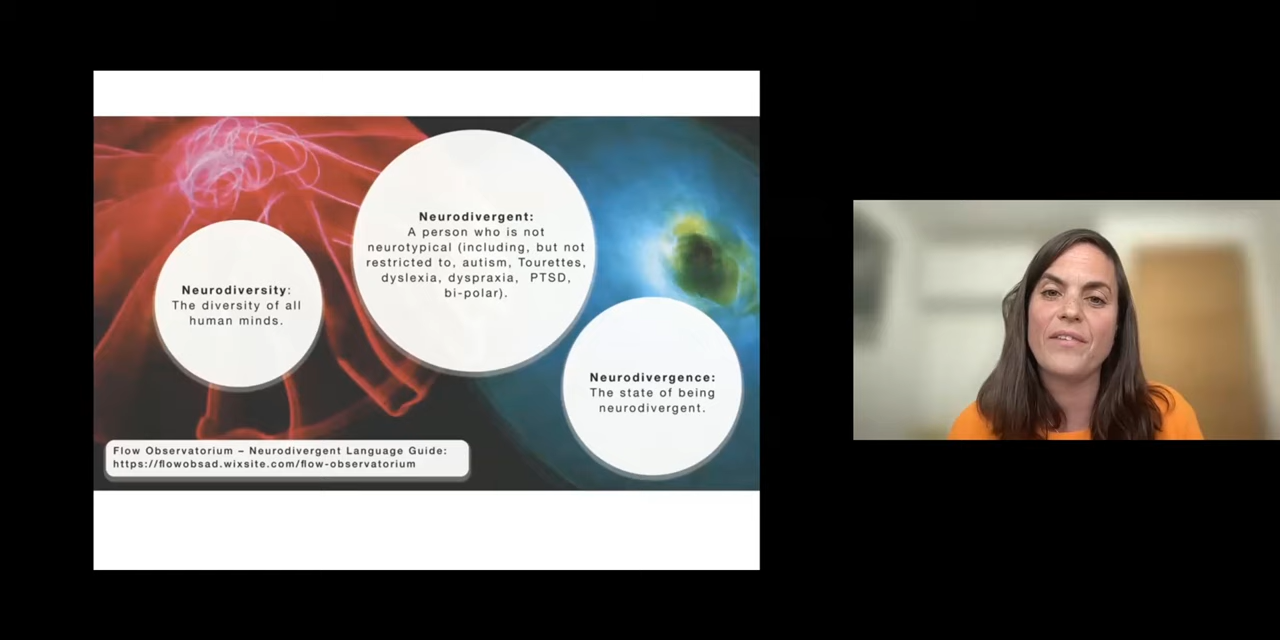 Neurodiversity:
The diversity of all
human minds.
Neurodivergent:
A person who is not
neurotypical (including, but not
restricted to, autism, Tourettes,
dyslexia, dyspraxia, PTSD,
bi-polar).
Neurodivergence:
The state of being
neurodivergent.
Flow Observatorium – Neurodivergent Language Guide:
https://flowobsad.wixsite.com/flow-observatorium